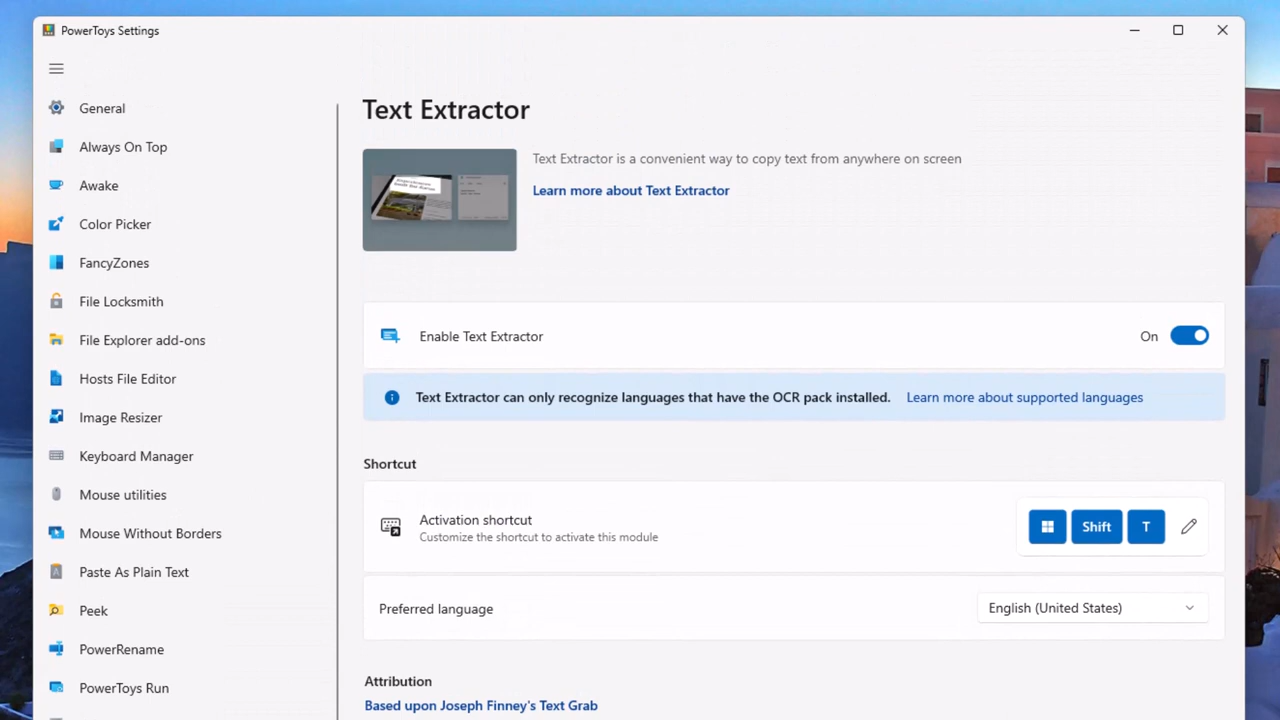 PowerToys Settings
General
Always On Top
Awake
Color Picker
FancyZones
File Locksmith
File Explorer add-ons
Hosts File Editor
Image Resizer
Keyboard Manager
Mouse utilities
Mouse Without Borders
Paste As Plain Text
Peek
PowerRename
PowerToys Run
Text Extractor
Text Extractor is a convenient way to copy text from anywhere on screen
Learn more about Text Extractor
Enable Text Extractor On
Text Extractor can only recognize languages that have the OCR pack installed. Learn more about supported languages
Shortcut
Activation shortcut
Customize the shortcut to activate this module
Shift T
Preferred language English (United States)
Attribution
Based upon Joseph Finney's Text Grab